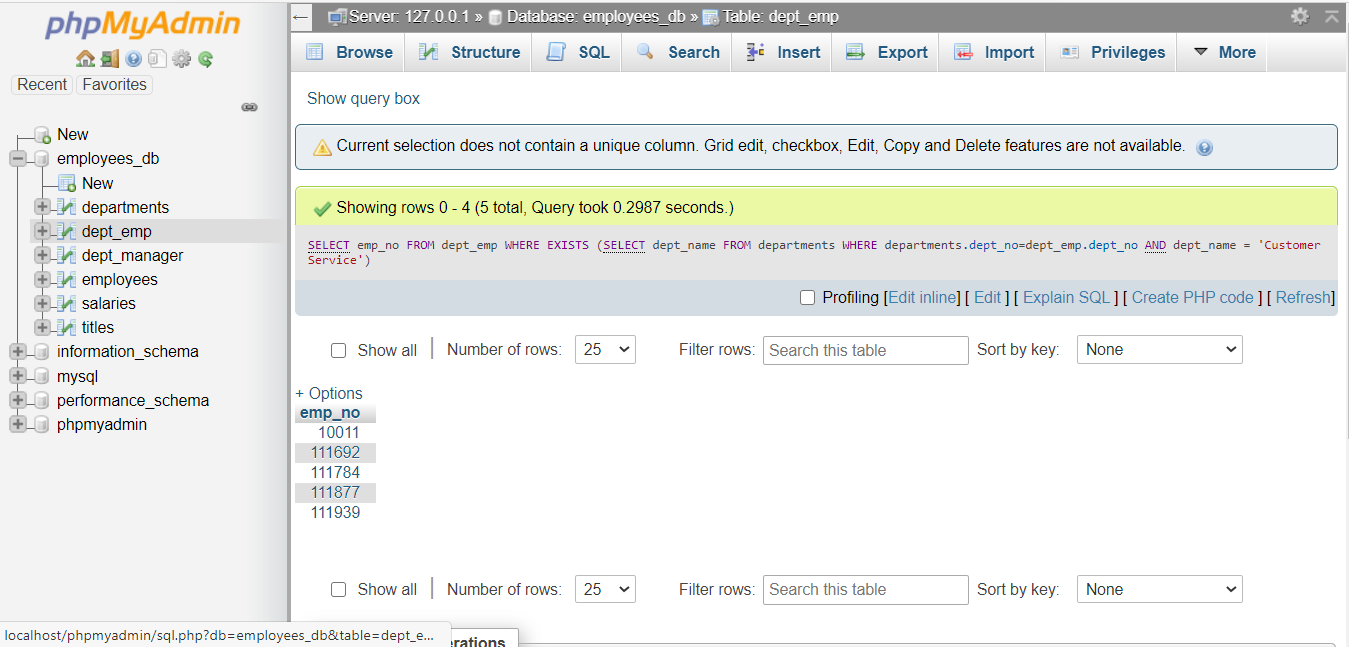 phpMyAdmin
Recent Favorites
New
employees_db
New
departments
dept_emp
dept_manager
employees
salaries
titles
information_schema
mysql
performance_schema
phpmyadmin
localhost/phpmyadmin/sql.php?db=employees_db&table=dept_e...
Server: 127.0.0.1 » Database: employees_db » Table: dept_emp
Browse Structure SQL Search Insert Export Import Privileges More
Show query box
Current selection does not contain a unique column. Grid edit, checkbox, Edit, Copy and Delete features are not available.
Showing rows 0 - 4 (5 total, Query took 0.2987 seconds.)
SELECT emp_no FROM dept_emp WHERE EXISTS (SELECT dept_name FROM departments WHERE departments.dept_no=dept_emp.dept_no AND dept_name = 'Customer
Service')
Profiling [Edit inline] [ Edit ] [ Explain SQL ] [ Create PHP code ] [ Refresh]
Show all | Number of rows: 25 Filter rows: Search this table Sort by key: None
+ Options
emp_no
10011
111692
111784
111877
111939
Show all | Number of rows: 25 Filter rows: Search this table Sort by key: None